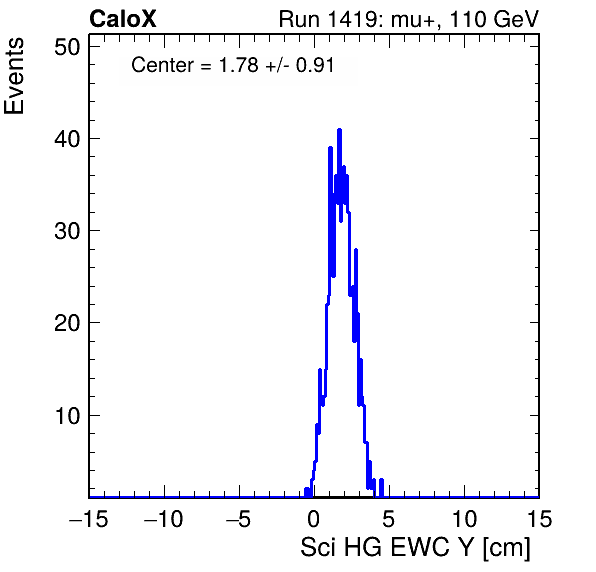 CaloX Run 1419: mu+, 110 GeV
Events
50
Center = 1.78 +/- 0.91
40
30
20
10
−15 −10 −5 0 5 10 15
Sci HG EWC Y [cm]